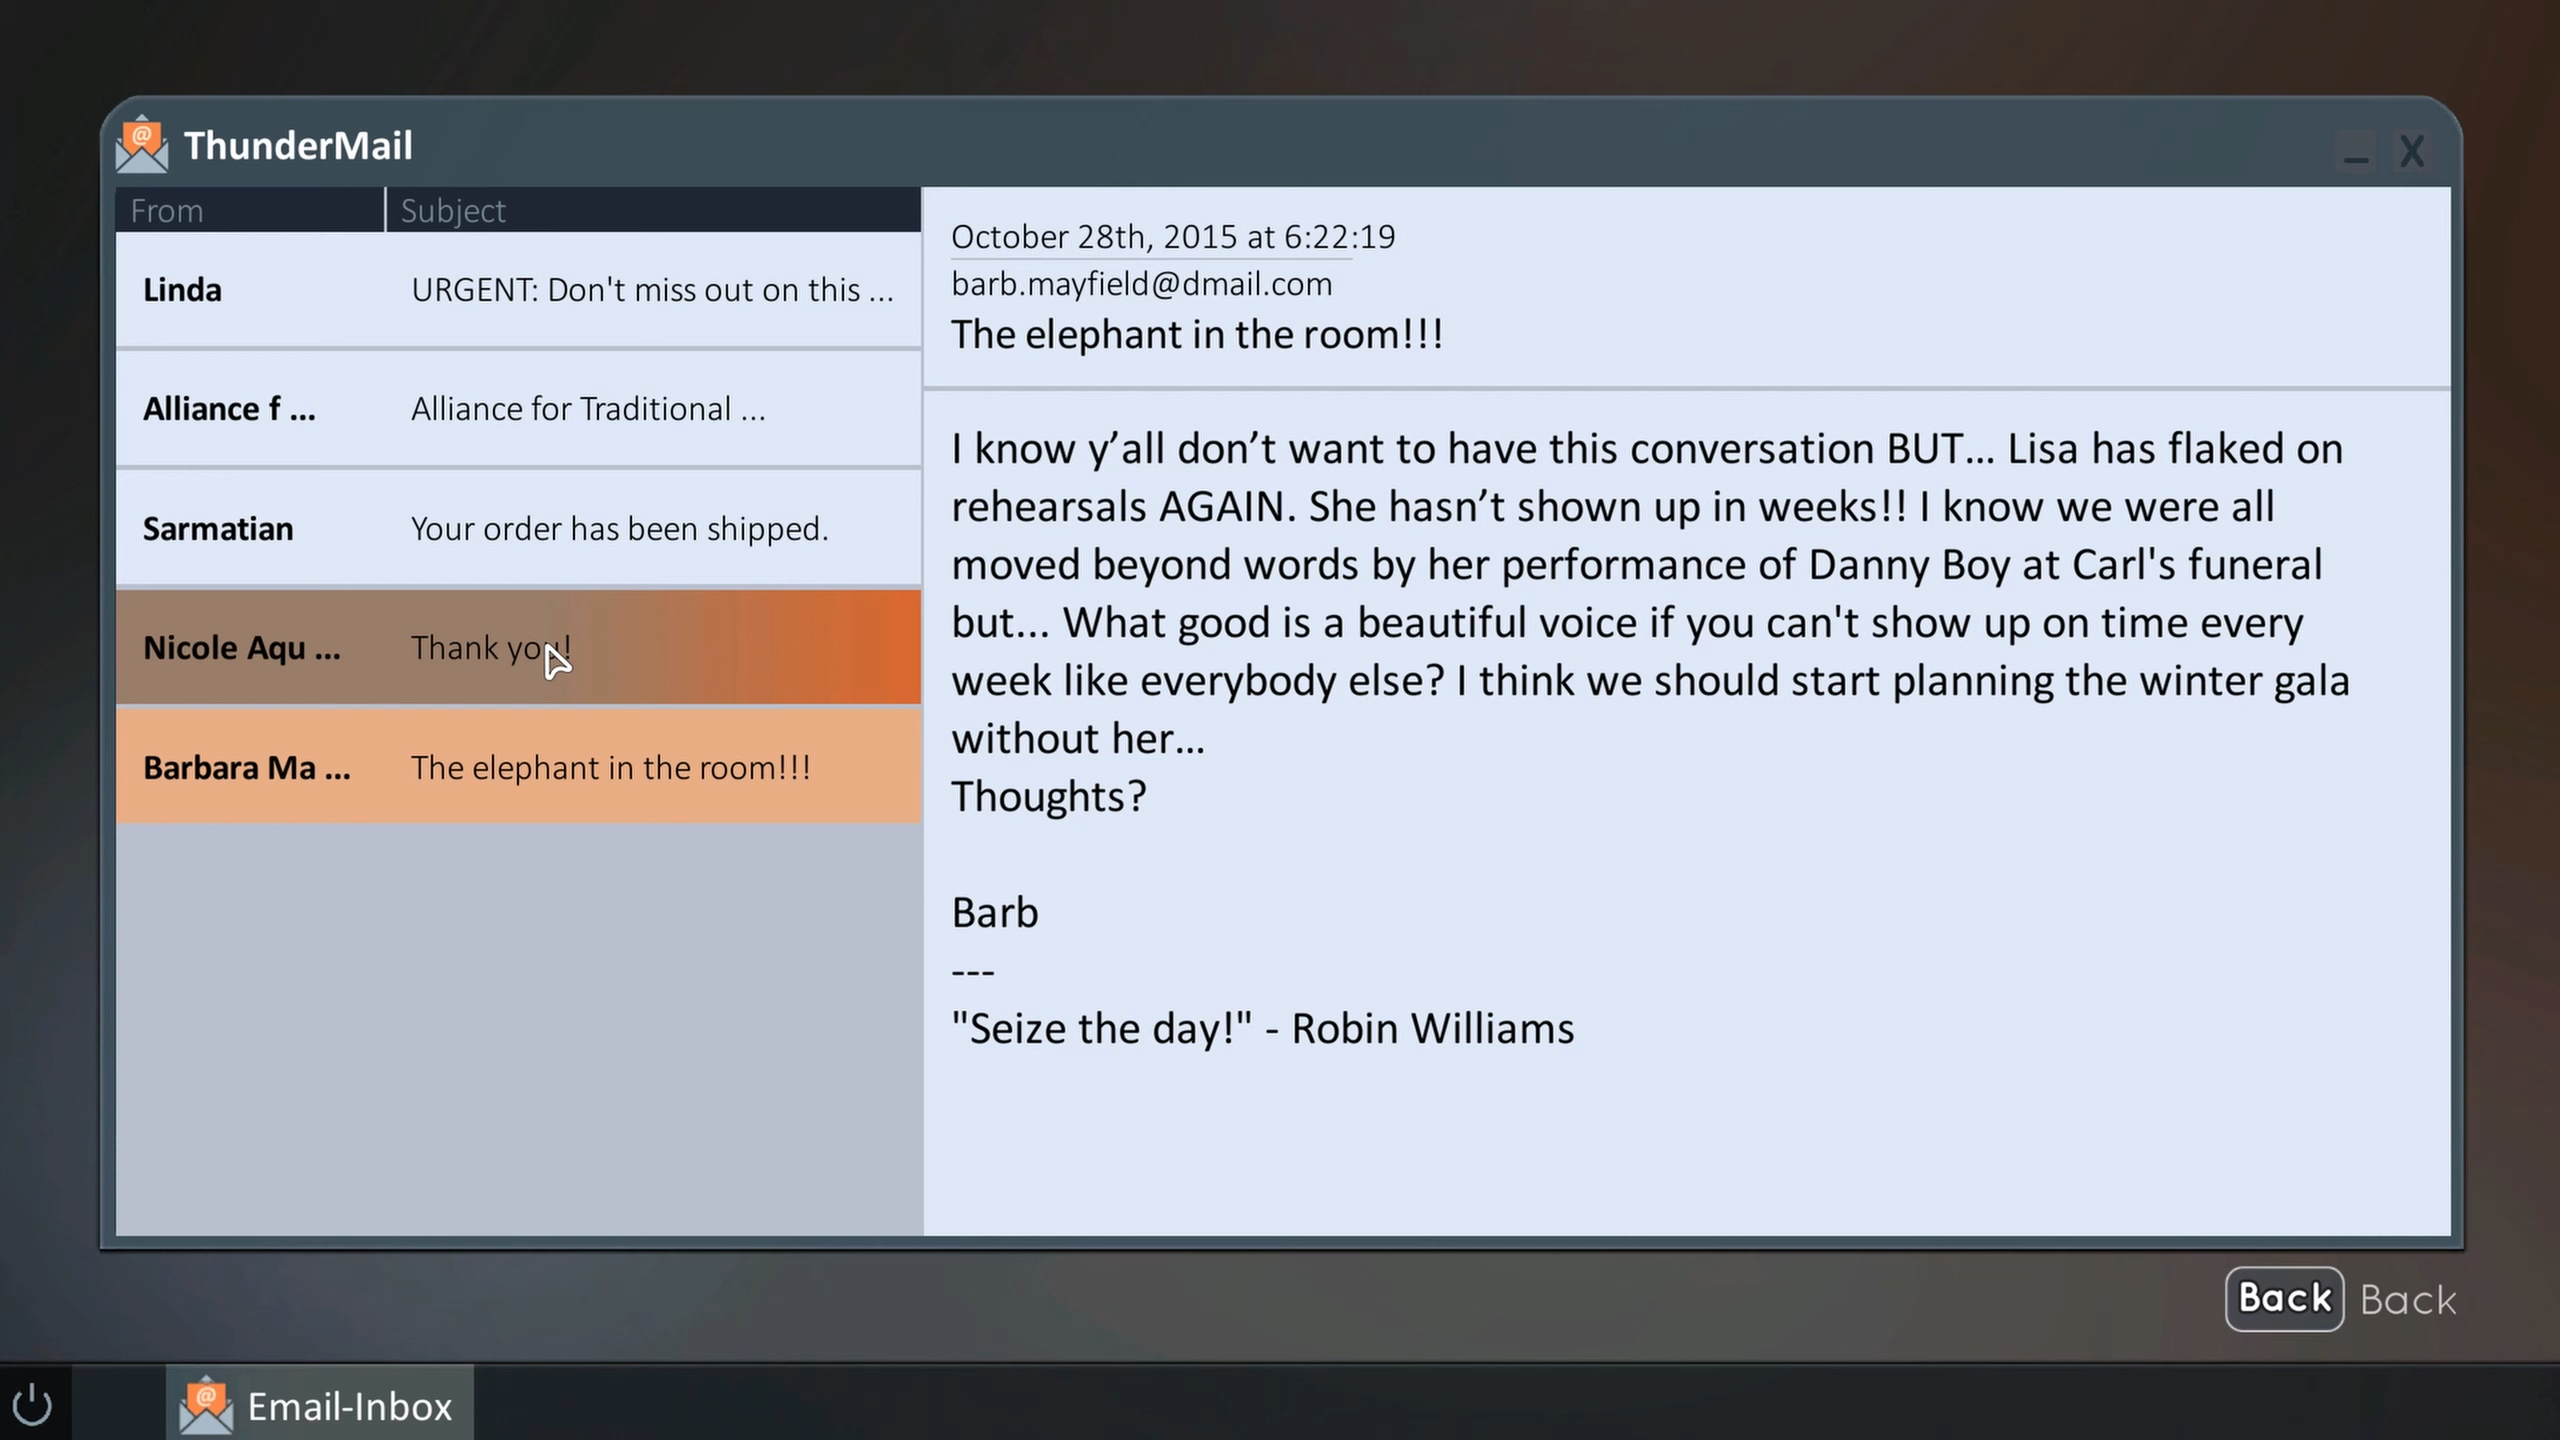 ThunderMail
X
From Subject
Linda URGENT: Don't miss out on this ...
Alliance f ... Alliance for Traditional ...
Sarmatian Your order has been shipped.
Nicole Aqu ... Thank you!
Barbara Ma ... The elephant in the room!!!
October 28th, 2015 at 6:22:19
barb.mayfield@dmail.com
The elephant in the room!!!
I know y’all don’t want to have this conversation BUT... Lisa has flaked on
rehearsals AGAIN. She hasn’t shown up in weeks!! I know we were all
moved beyond words by her performance of Danny Boy at Carl's funeral
but... What good is a beautiful voice if you can't show up on time every
week like everybody else? I think we should start planning the winter gala
without her...
Thoughts?
Barb
---
"Seize the day!" - Robin Williams
Back Back
Email-Inbox